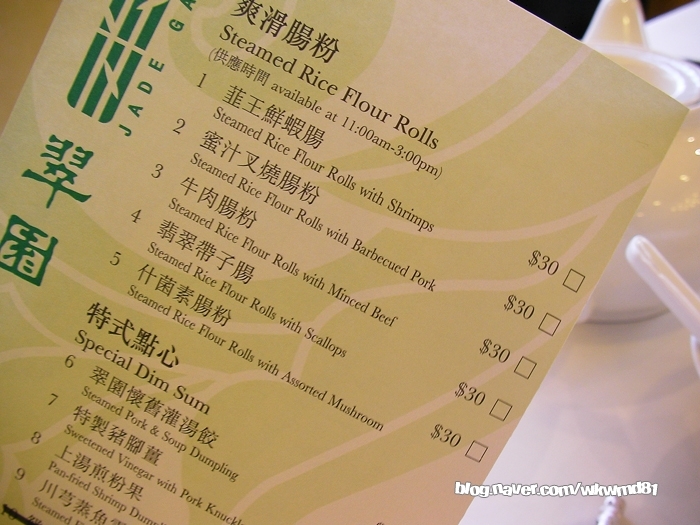 JADE GA
翠園
爽滑腸粉
Steamed Rice Flour Rolls
(供應時間 available at 11:00am-3:00pm)
1 韮王鮮蝦腸
Steamed Rice Flour Rolls with Shrimps $30
2 蜜汁叉燒腸粉
Steamed Rice Flour Rolls with Barbecued Pork $30
3 牛肉腸粉
Steamed Rice Flour Rolls with Minced Beef $30
4 翡翠帶子腸
Steamed Rice Flour Rolls with Scallops $30
5 什菌素腸粉
Steamed Rice Flour Rolls with Assorted Mushroom $30
特式點心
Special Dim Sum
6 翠園懷舊灌湯餃
Steamed Pork & Soup Dumpling
7 特製豬腳薑
Sweetened Vinegar with Pork Knuckl
8 上湯煎粉果
Pan-fried Shrimp Dumpl
9 川芎蒸魚
Steamed
blog.naver.com/wkwmd81